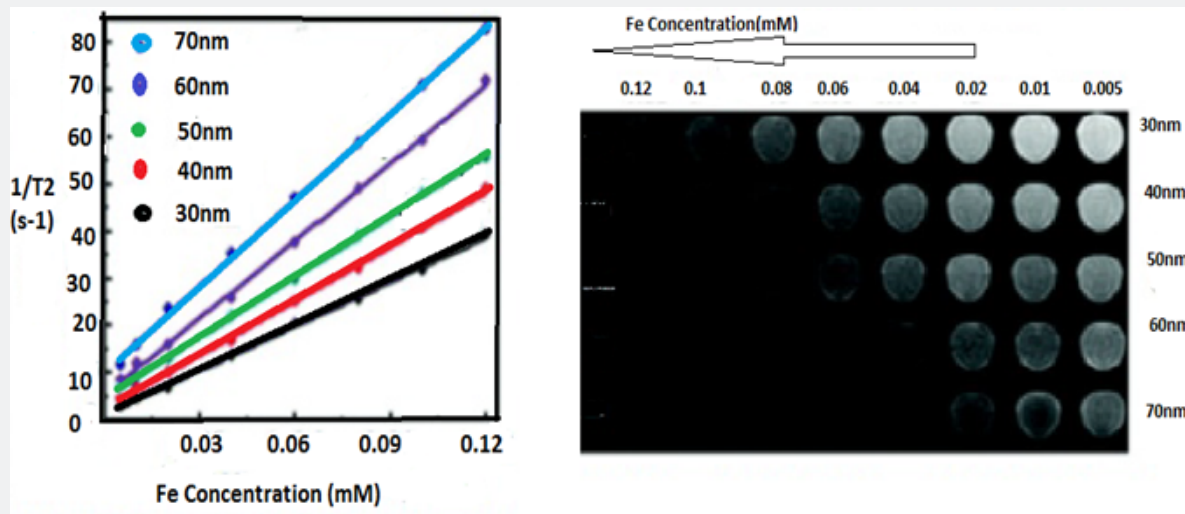 80
70
60
50
40
30
20
10
0
1/T2
(s-1)
70nm
60nm
50nm
40nm
30nm
0.03 0.06 0.09 0.12
Fe Concentration (mM)
Fe Concentration(mM)
0.12 0.1 0.08 0.06 0.04 0.02 0.01 0.005
30nm
40nm
50nm
60nm
70nm